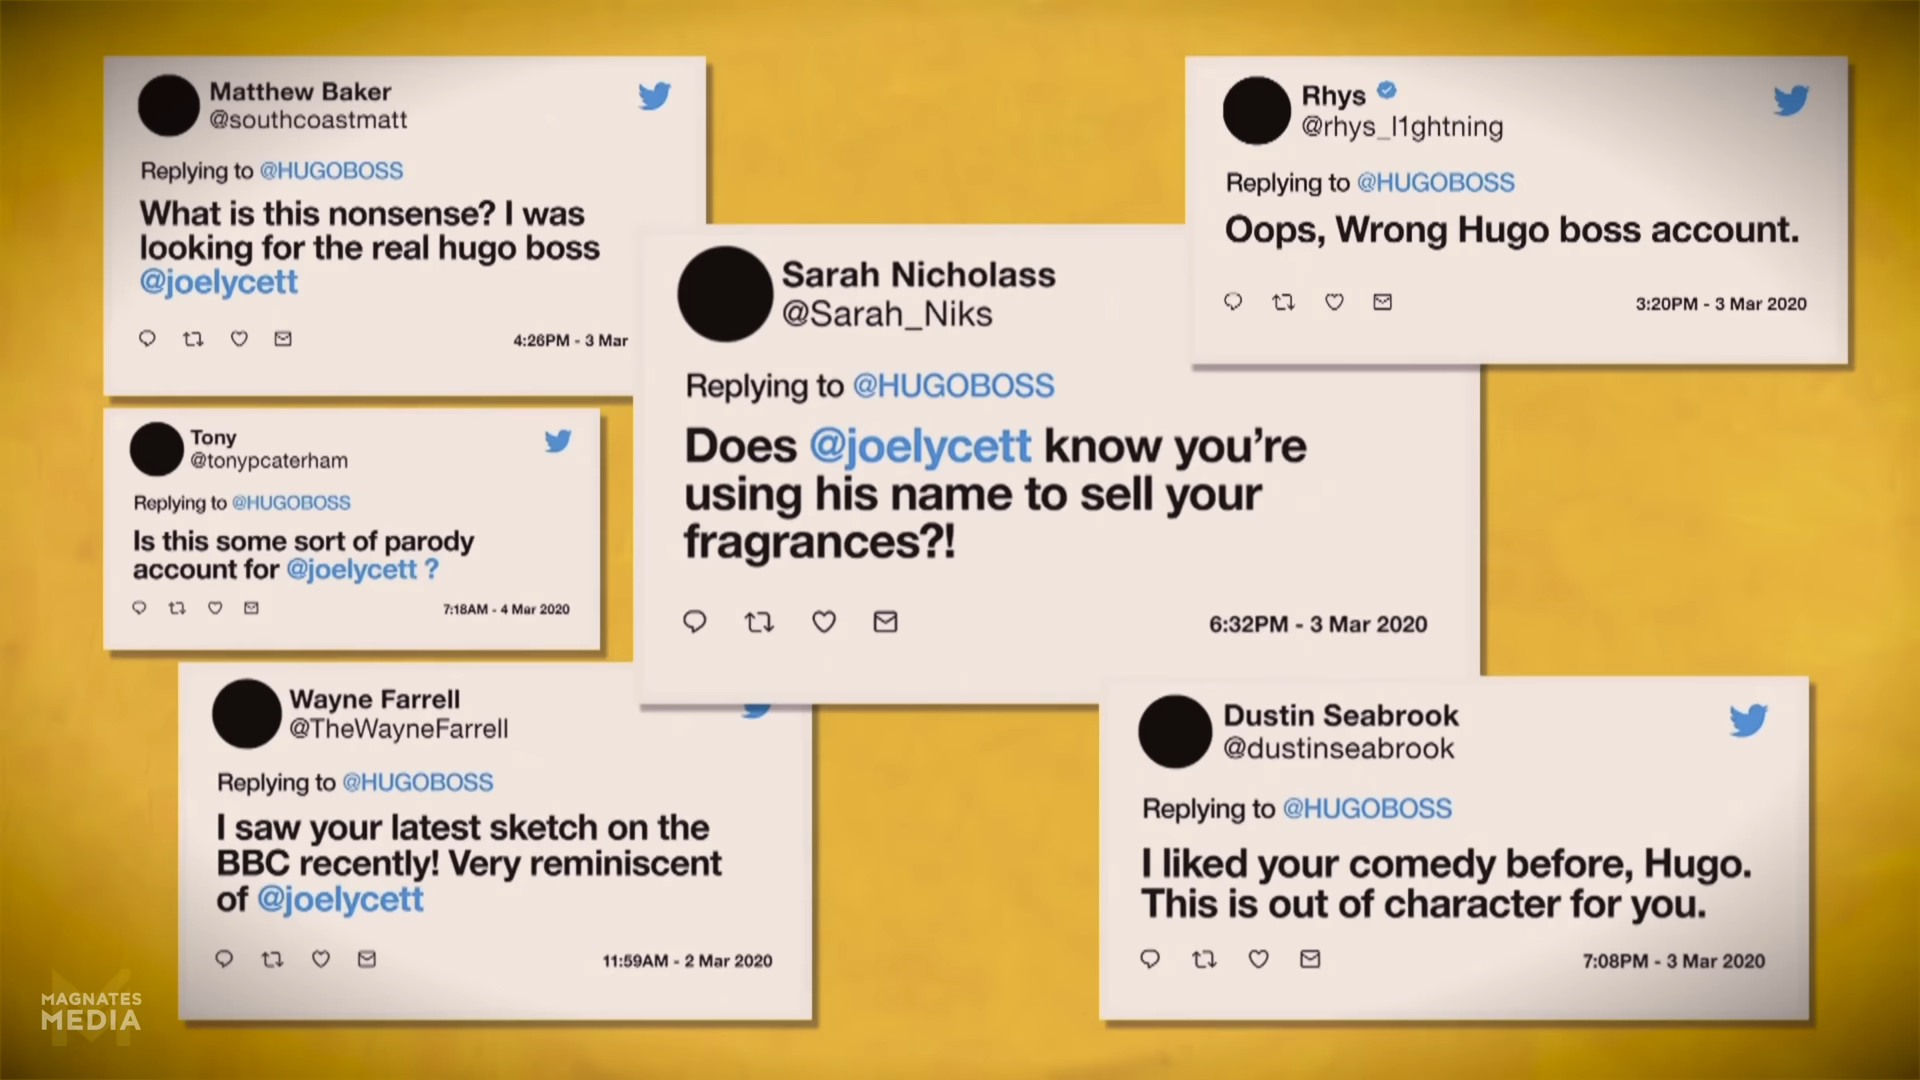 Matthew Baker
@southcoastmatt
Replying to @HUGOBOSS
What is this nonsense? I was
looking for the real hugo boss
@joelycett
4:26PM - 3 Mar
Rhys
@rhys_l1ghtning
Replying to @HUGOBOSS
Oops, Wrong Hugo boss account.
3:20PM - 3 Mar 2020
Sarah Nicholass
@Sarah_Niks
Replying to @HUGOBOSS
Does @joelycett know you’re
using his name to sell your
fragrances?!
6:32PM - 3 Mar 2020
Tony
@tonypcaterham
Replying to @HUGOBOSS
Is this some sort of parody
account for @joelycett ?
7:18AM - 4 Mar 2020
Wayne Farrell
@TheWayneFarrell
Replying to @HUGOBOSS
I saw your latest sketch on the
BBC recently! Very reminiscent
of @joelycett
11:59AM - 2 Mar 2020
Dustin Seabrook
@dustinseabrook
Replying to @HUGOBOSS
I liked your comedy before, Hugo.
This is out of character for you.
7:08PM - 3 Mar 2020
MAGNATES
MEDIA